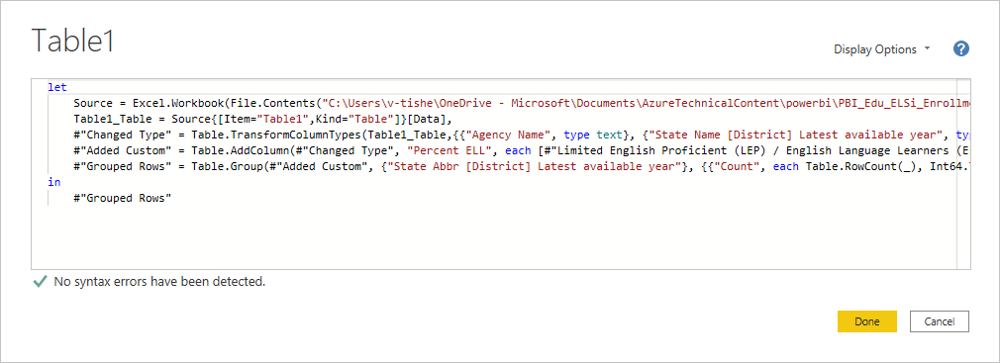 Table1
Display Options
?
let
Source = Excel.Workbook(File.Contents("C:\Users\v-tishe\OneDrive - Microsoft\Documents\AzureTechnicalContent\powerbi\PBI_Edu_ELSi_Enrollme
Table1_Table = Source{[Item="Table1",Kind="Table"]}[Data],
#"Changed Type" = Table.TransformColumnTypes(Table1_Table,{{"Agency Name", type text}, {"State Name [District] Latest available year", typ
#"Added Custom" = Table.AddColumn(#"Changed Type", "Percent ELL", each [#"Limited English Proficient (LEP) / English Language Learners (E
#"Grouped Rows" = Table.Group(#"Added Custom", {"State Abbr [District] Latest available year"}, {{"Count", each Table.RowCount(_), Int64.
in
#"Grouped Rows"
No syntax errors have been detected.
Done
Cancel